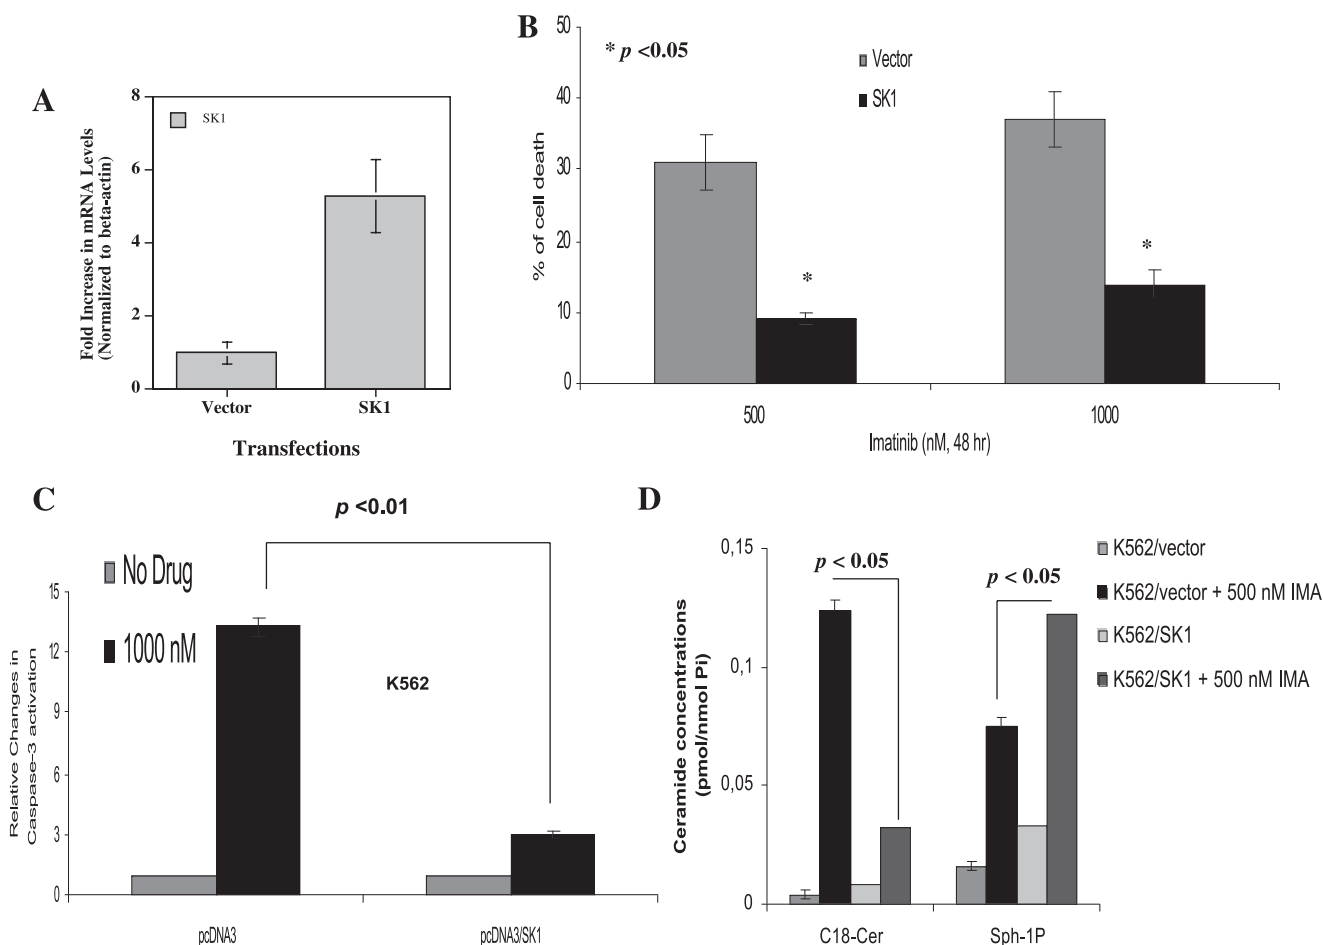 A
8
6
4
2
0
Fold Increase in mRNA Levels
(Normalized to beta-actin)
SK1
Vector
SK1
Transfections
B
50
40
30
20
10
0
% of cell death
* p <0.05
Vector
SK1
*
*
500
1000
Imatinib (nM, 48 hr)
C
p <0.01
No Drug
1000 nM
K562
15
12
9
6
3
0
Relative Changes in
Caspase-3 activation
pcDNA3
pcDNA3/SK1
D
0,15
0,1
0,05
0
Ceramide concentrations
(pmol/nmol Pi)
p < 0.05
p < 0.05
K562/vector
K562/vector + 500 nM IMA
K562/SK1
K562/SK1 + 500 nM IMA
C18-Cer
Sph-1P